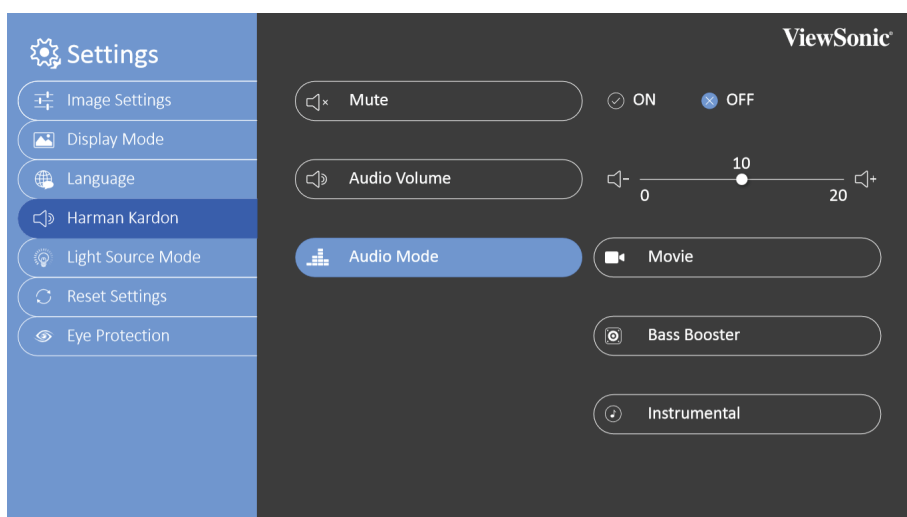 ViewSonic®
Settings
Image Settings
Display Mode
Language
Harman Kardon
Light Source Mode
Reset Settings
Eye Protection
Mute
ON OFF
Audio Volume
10
0 20
Audio Mode
Movie
Bass Booster
Instrumental